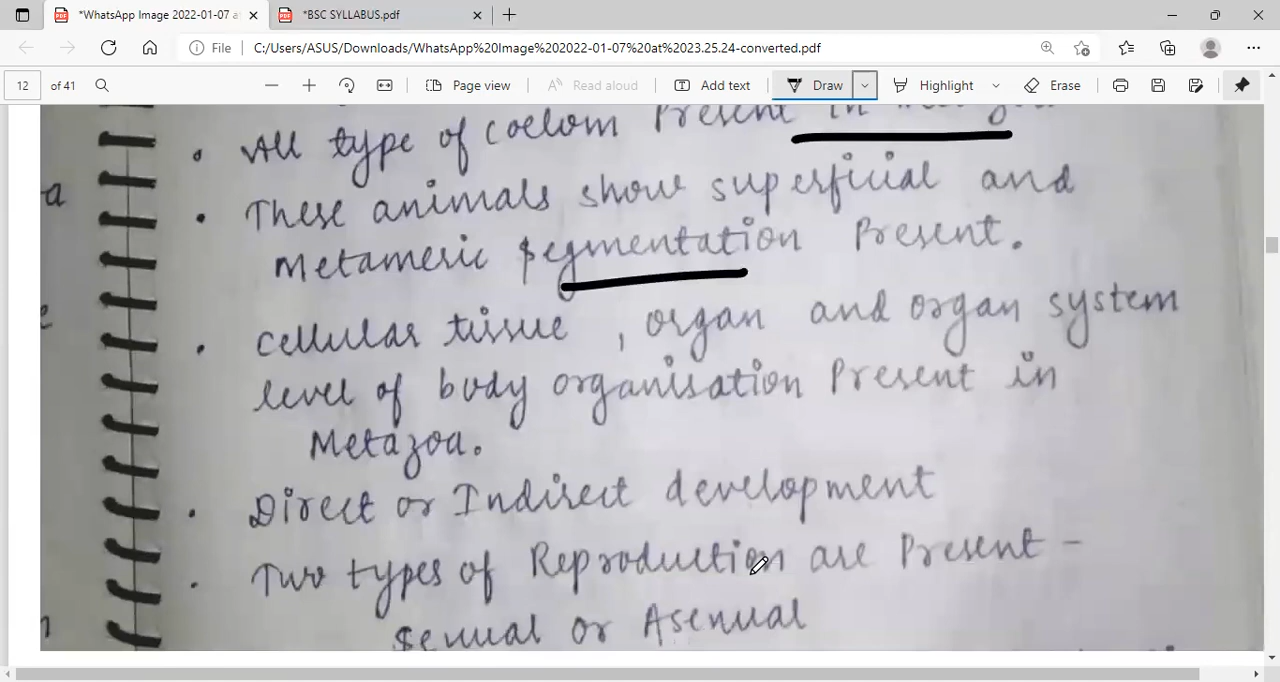 *WhatsApp Image 2022-01-07 a
*BSC SYLLABUS.pdf
File
C:/Users/ASUS/Downloads/WhatsApp%20Image%202022-01-07%20at%2023.25.24-converted.pdf
12 of 41
Page view
Read aloud
Add text
Draw
Highlight
Erase
All type of coelom Present in
These animals show superficial and
Metameric Segmentation Present.
cellular tissue, organ and organ system
level of body organisation Present in
Metazoa.
Direct or Indirect development
Two types of Reproduction are Present -
Sexual or Asexual